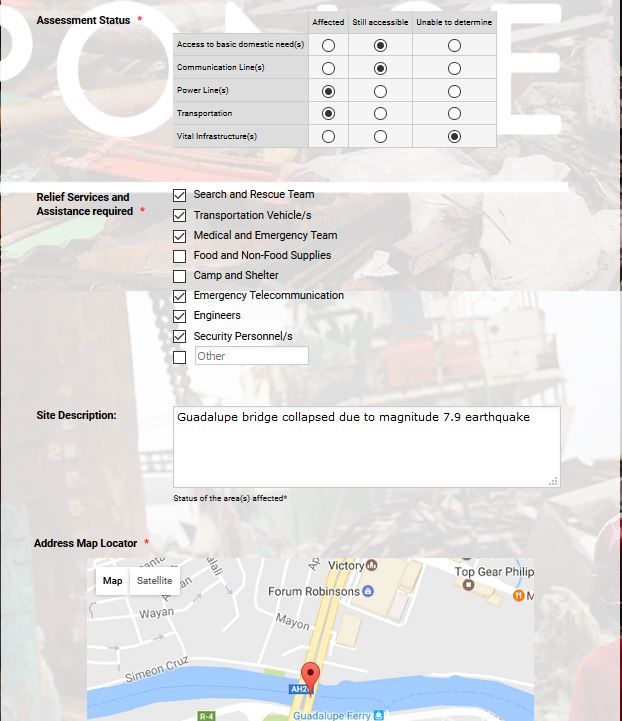 PONCE
Assessment Status *
Affected Still accessible Unable to determine
Access to basic domestic need(s)
Communication Line(s)
Power Line(s)
Transportation
Vital Infrastructure(s)
Relief Services and
Assistance required *
Search and Rescue Team
Transportation Vehicle/s
Medical and Emergency Team
Food and Non-Food Supplies
Camp and Shelter
Emergency Telecommunication
Engineers
Security Personnel/s
Other
Site Description:
Guadalupe bridge collapsed due to magnitude 7.9 earthquake
Status of the area(s) affected*
Address Map Locator *
Map Satellite
Victory
Top Gear Philip
Forum Robinsons
M
Wayan
Mayon
Simeon Cruz
AH26
R-4
Guadalupe Ferry